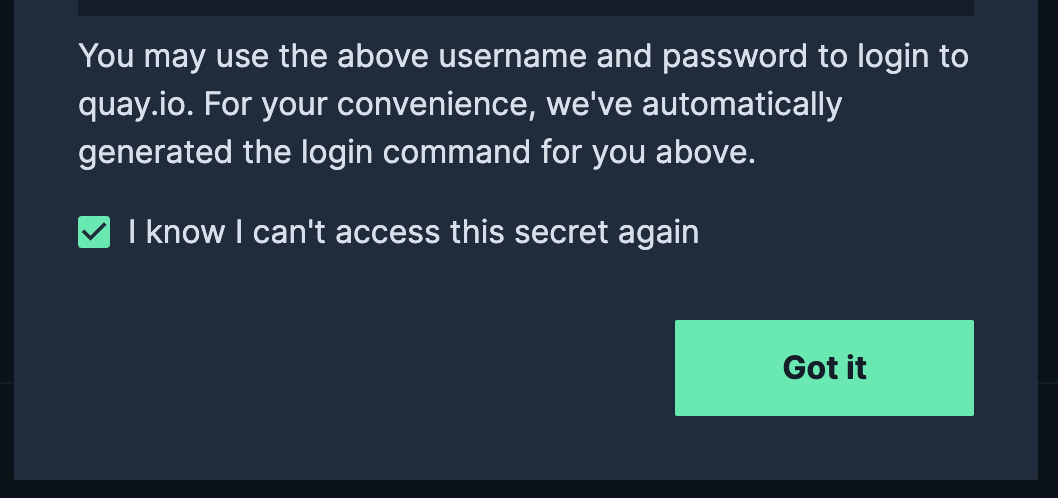 You may use the above username and password to login to
quay.io. For your convenience, we've automatically
generated the login command for you above.
I know I can't access this secret again
Got it